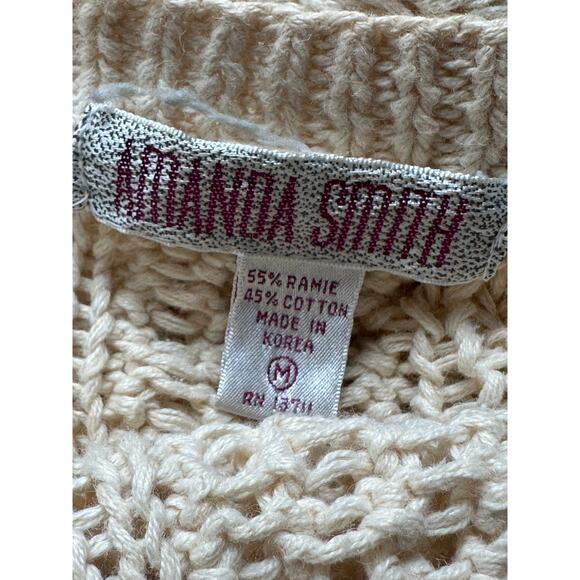 AMANDA SMITH
55% RAMIE
45% COTTON
MADE IN
KOREA
M
RN 13711